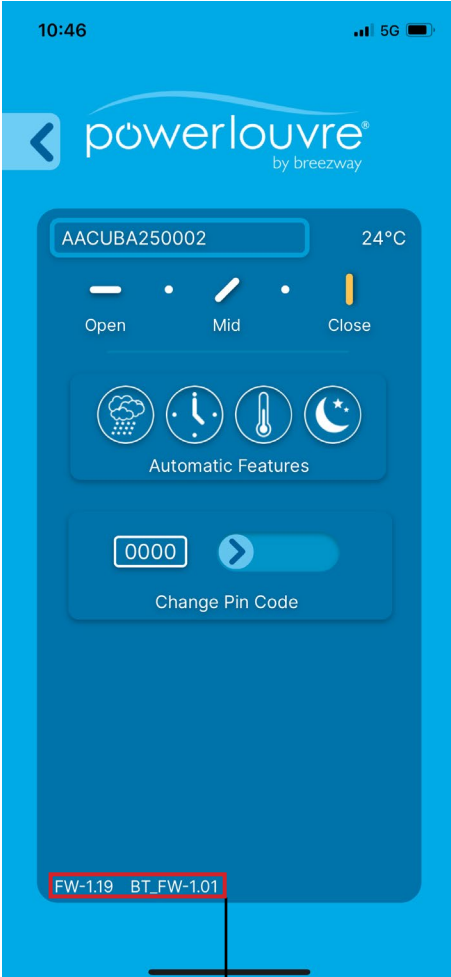 10:46 5G
powerlouvre®
by breezway
AACUBA250002 24°C
Open Mid Close
Automatic Features
0000
Change Pin Code
FW-1.19 BT_FW-1.01